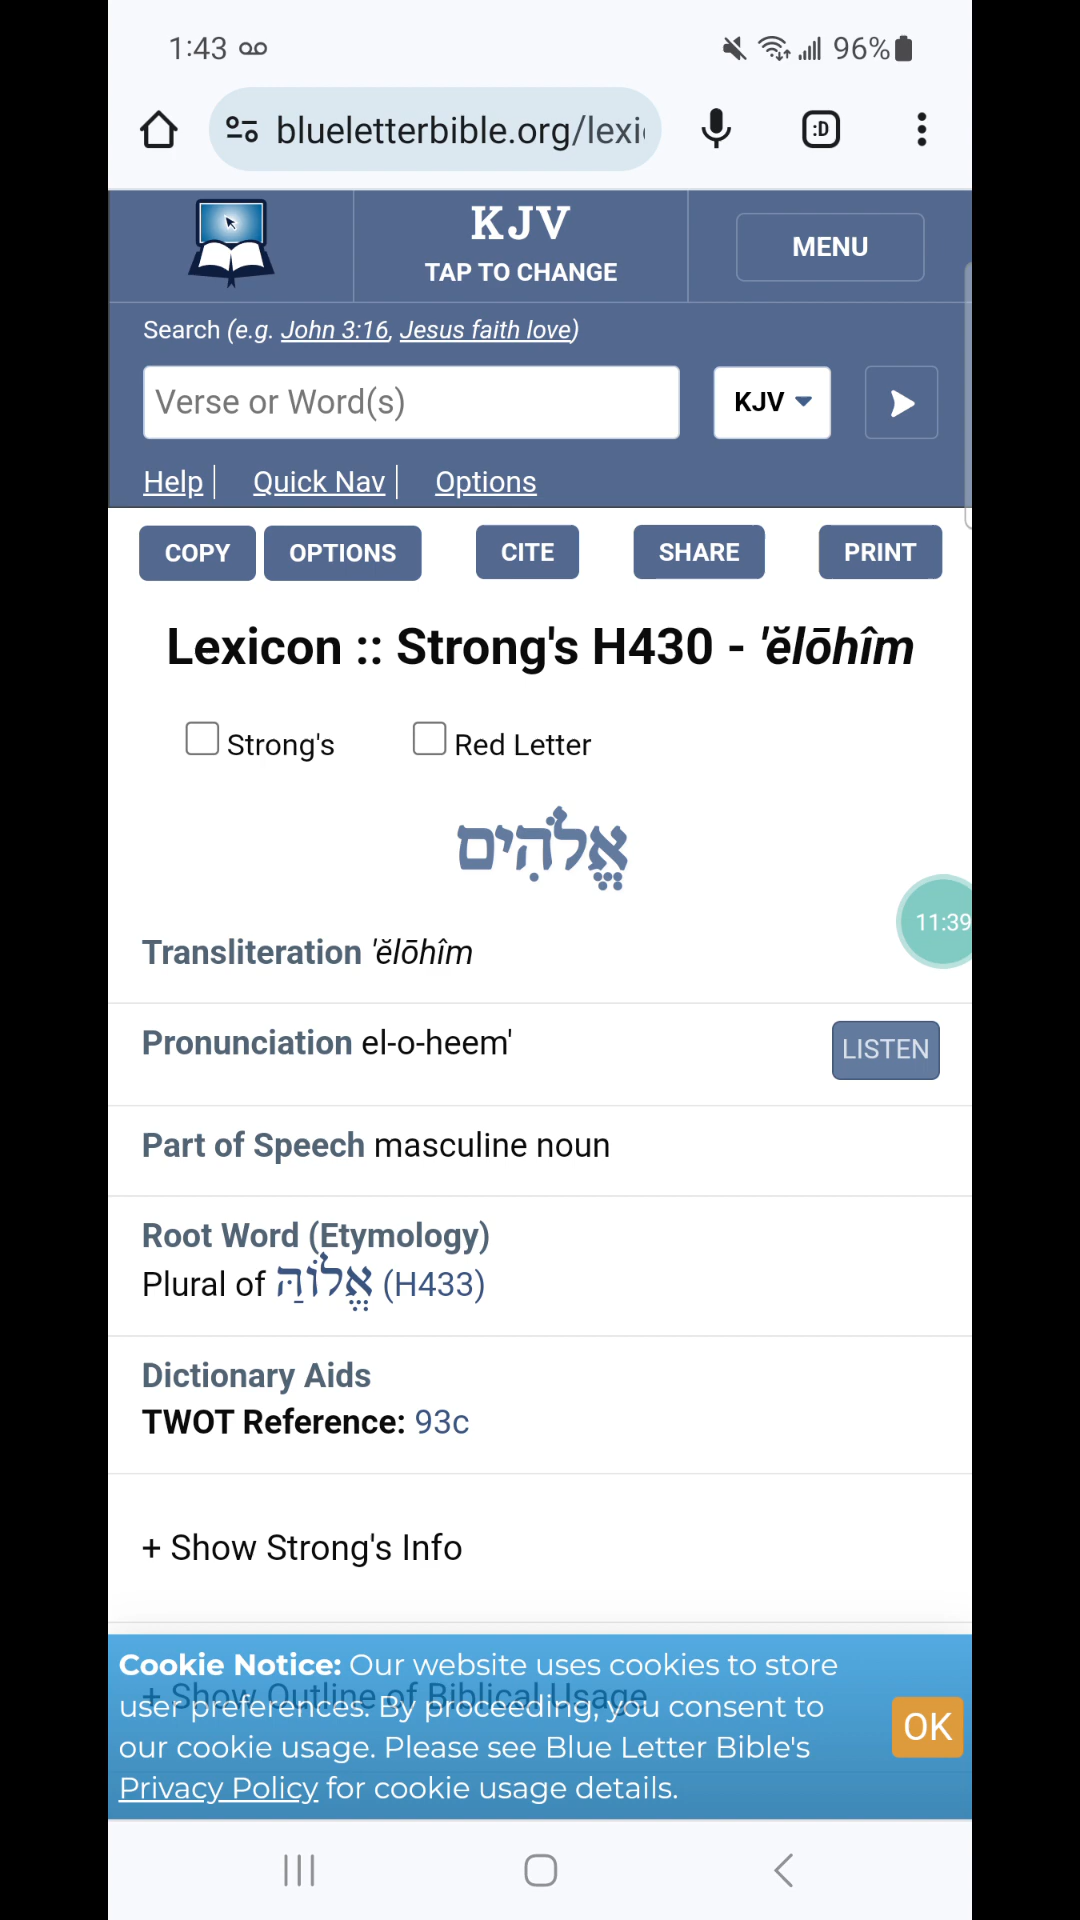 1:43 96%
blueletterbible.org/lexi
:D
KJV
TAP TO CHANGE
MENU
Search (e.g. John 3:16, Jesus faith love)
Verse or Word(s)
KJV
Help Quick Nav Options
COPY OPTIONS CITE SHARE PRINT
Lexicon :: Strong's H430 - 'ĕlōhîm
Strong's Red Letter
אֱלֹהִים
11:39
Transliteration 'ĕlōhîm
Pronunciation el-o-heem'
LISTEN
Part of Speech masculine noun
Root Word (Etymology)
Plural of אֱלוֹהַּ (H433)
Dictionary Aids
TWOT Reference: 93c
+ Show Strong's Info
+ Show Outline of Biblical Usage
Cookie Notice: Our website uses cookies to store
user preferences. By proceeding, you consent to
our cookie usage. Please see Blue Letter Bible's
Privacy Policy for cookie usage details.
OK